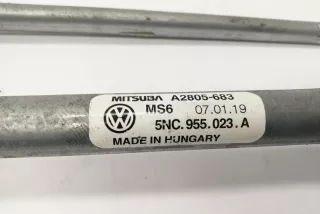 MITSUBA A2805-683
MS6 07.01.19
5NC.955.023.A
MADE IN HUNGARY